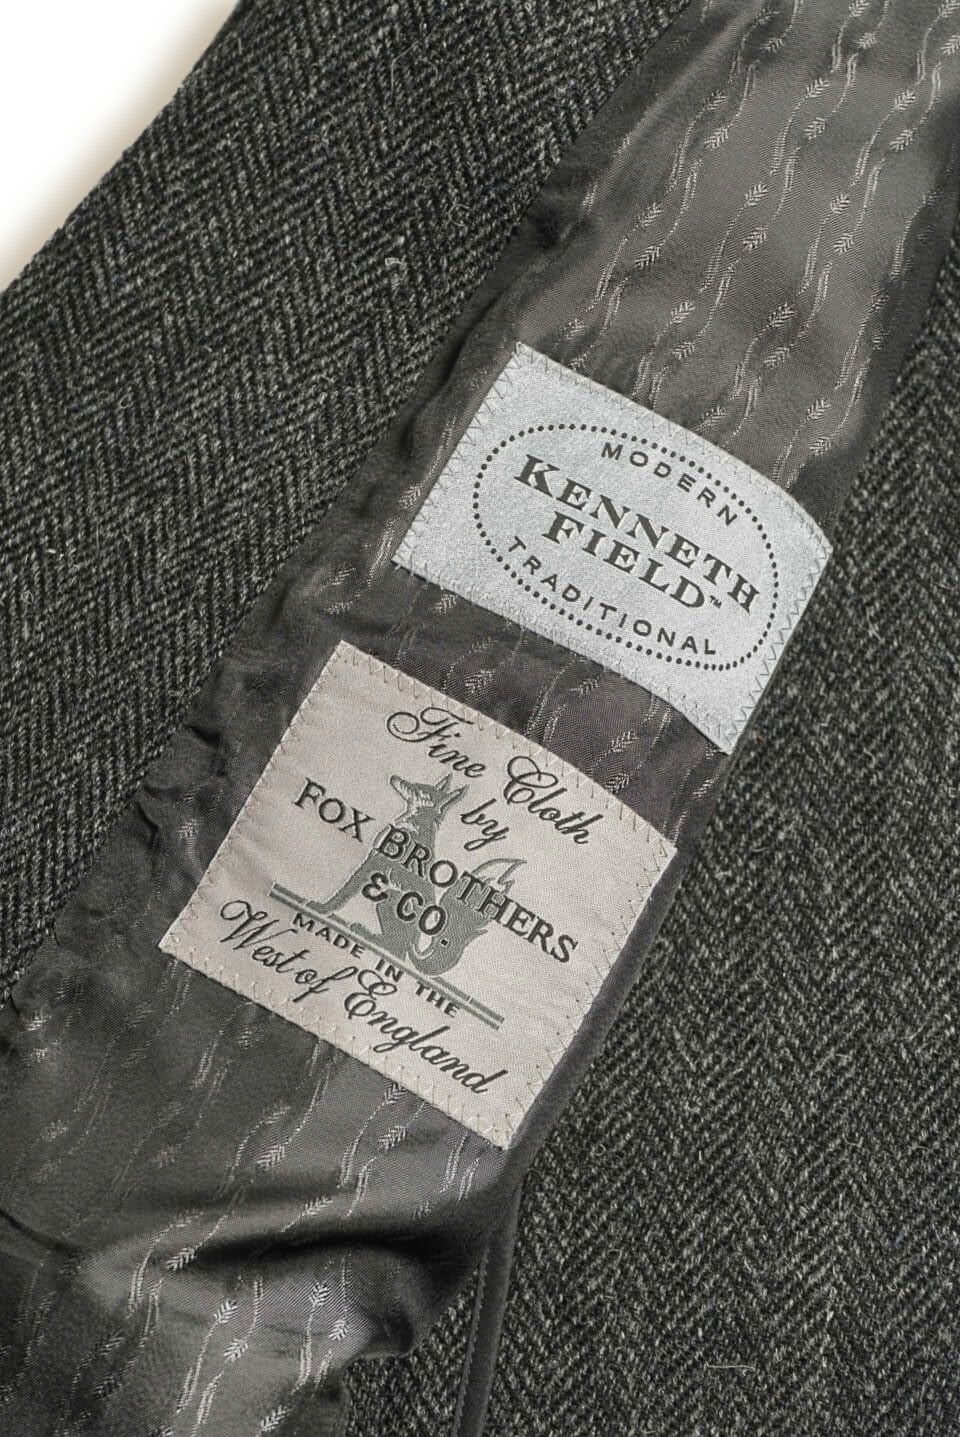 MODERN
KENNETH
FIELD™
TRADITIONAL
Fine Cloth
by
FOX BROTHERS
& CO.
MADE IN THE
West of England